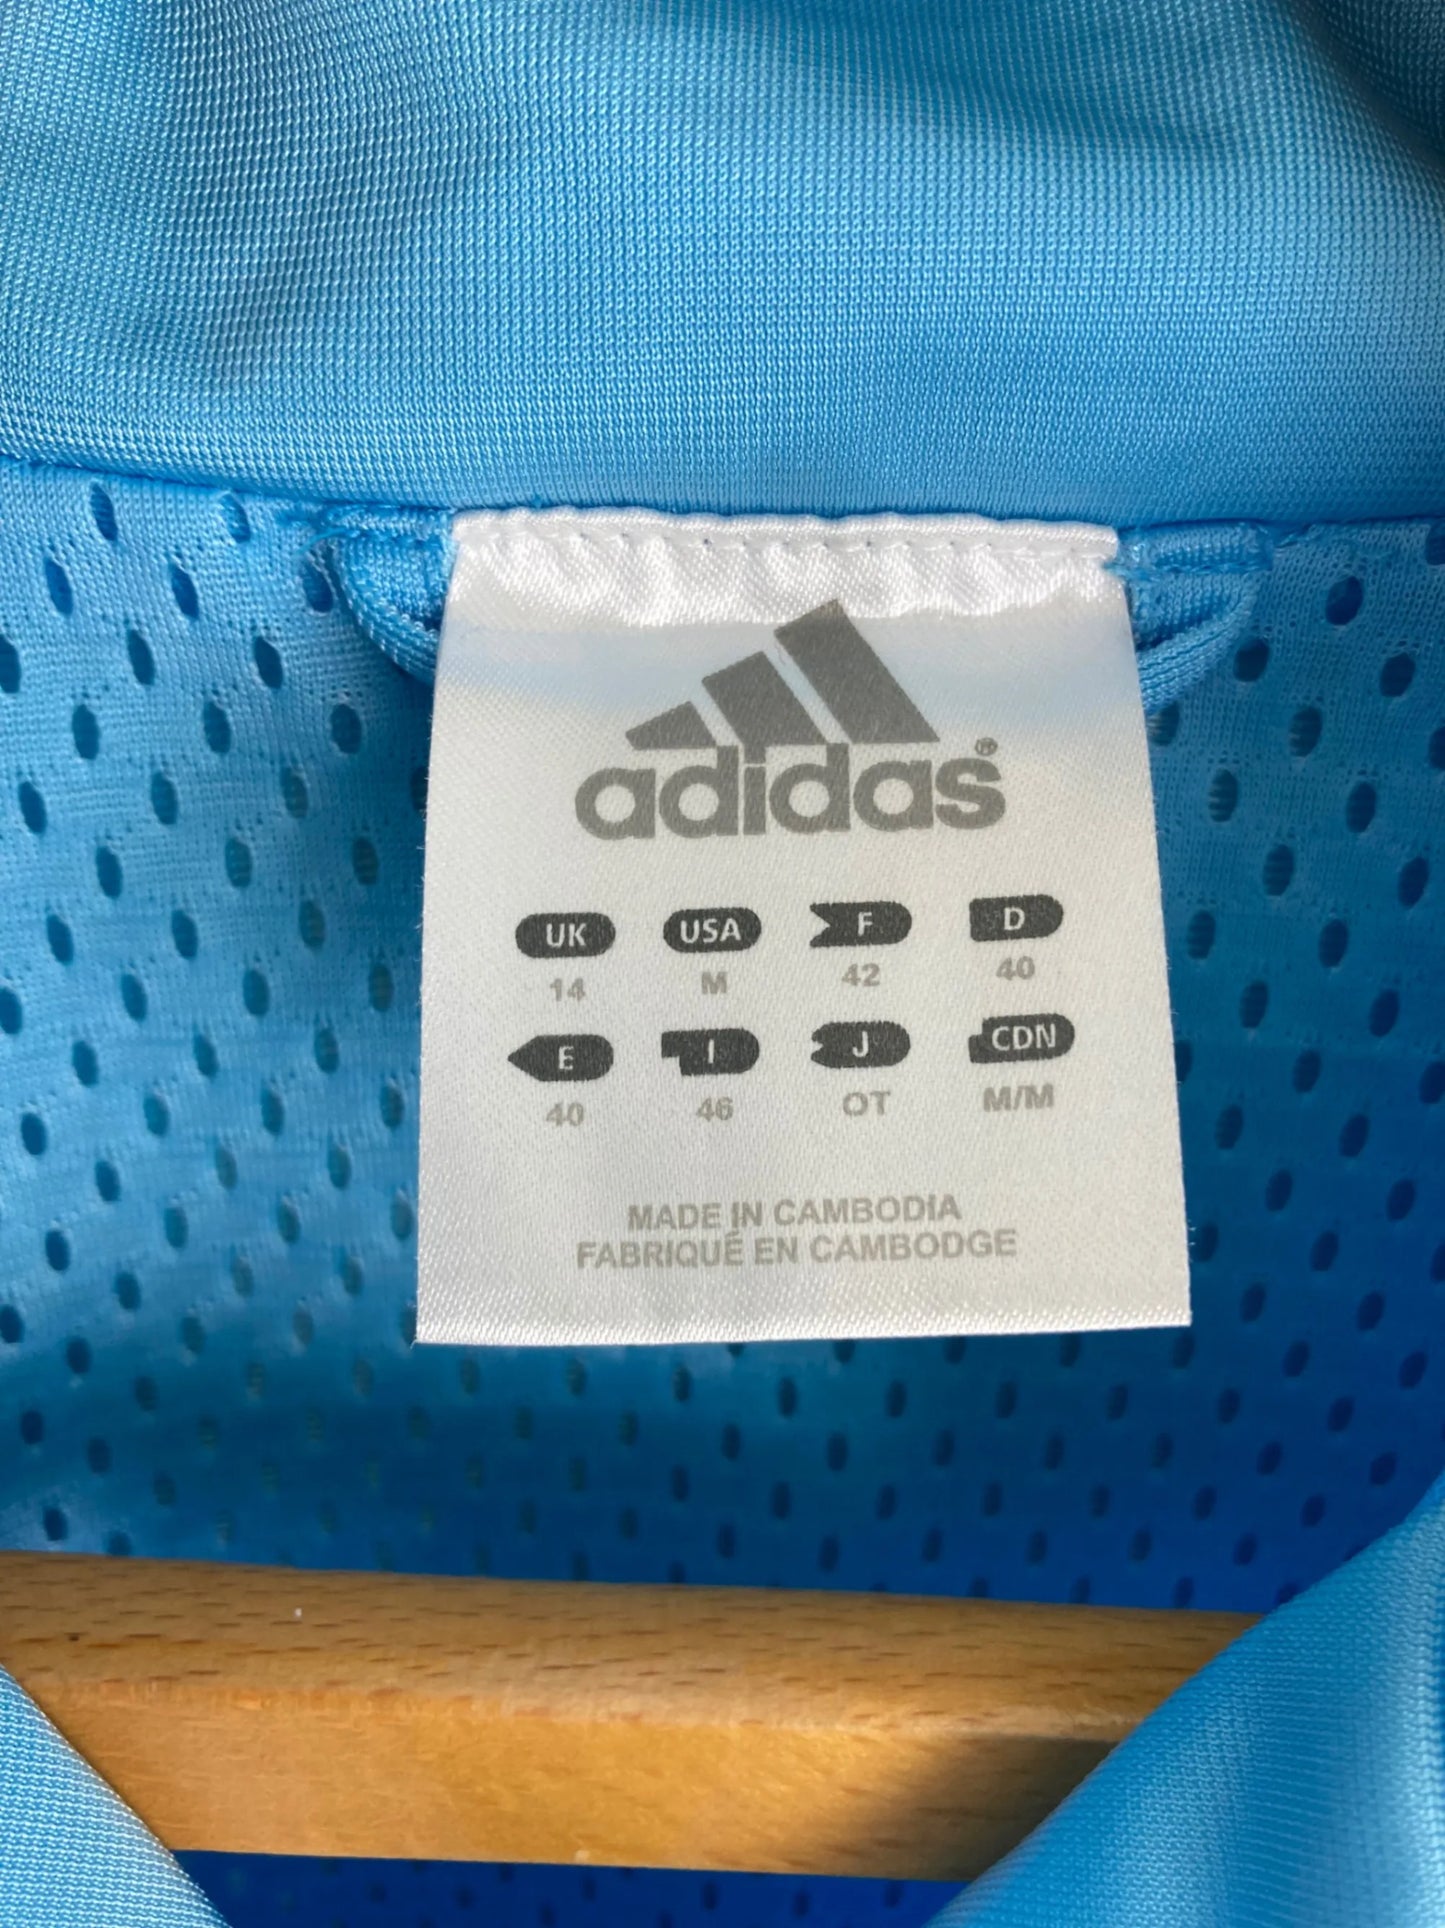 adidas®
UK USA F D
14 M 42 40
E I J CDN
40 46 OT M/M
MADE IN CAMBODIA
FABRIQUÉ EN CAMBODGE